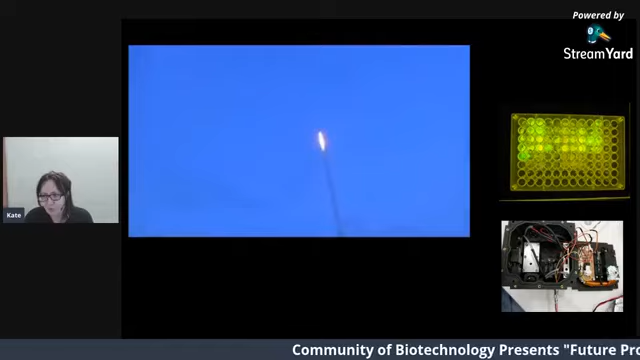 Powered by
StreamYard
Kate
Community of Biotechnology Presents "Future Pro